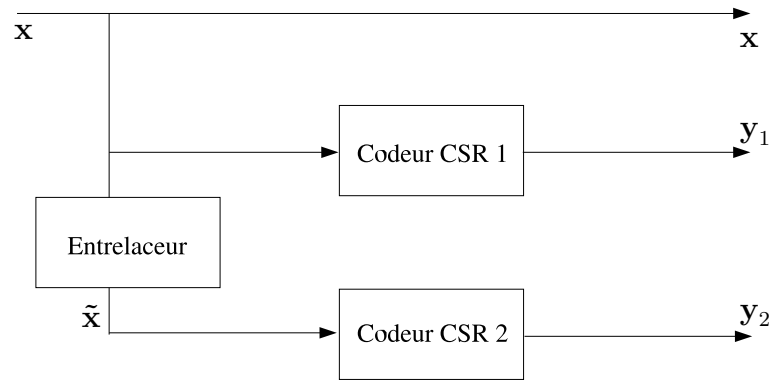 x
x
y₁
Codeur CSR 1
Entrelaceur
x̃
y₂
Codeur CSR 2